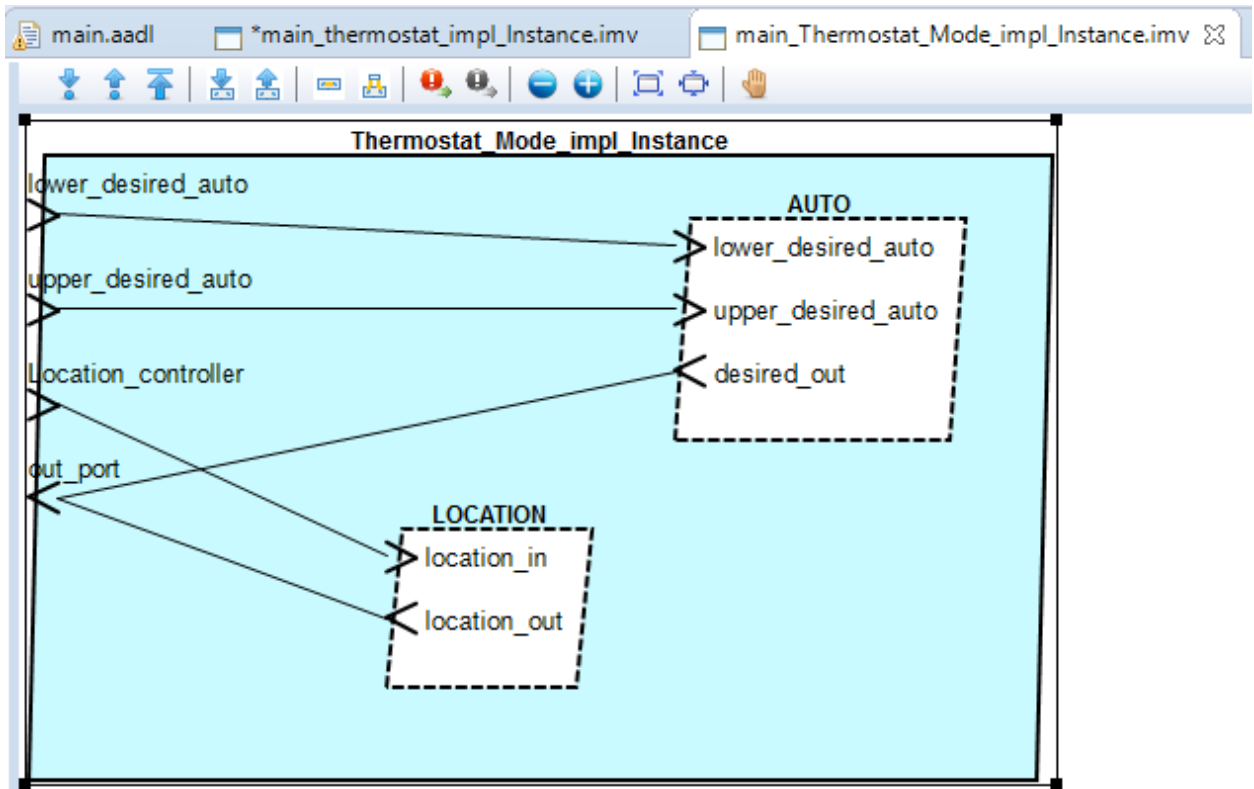 main.aadl
*main_thermostat_impl_Instance.imv
main_Thermostat_Mode_impl_Instance.imv
Thermostat_Mode_impl_Instance
lower_desired_auto
AUTO
lower_desired_auto
upper_desired_auto
upper_desired_auto
Location_controller
desired_out
out_port
LOCATION
location_in
location_out